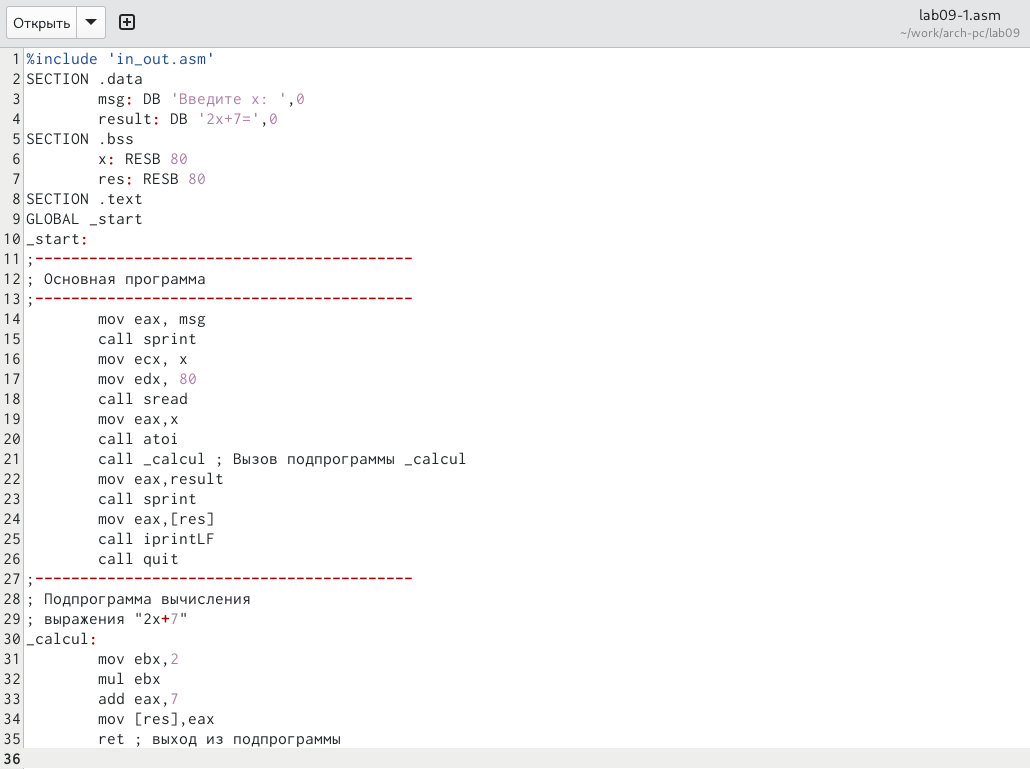 Открыть
lab09-1.asm
~/work/arch-pc/lab09
1 %include 'in_out.asm'
2 SECTION .data
3 msg: DB 'Введите x: ',0
4 result: DB '2x+7=',0
5 SECTION .bss
6 x: RESB 80
7 res: RESB 80
8 SECTION .text
9 GLOBAL _start
10 _start:
11 ;------------------------------------------
12 ; Основная программа
13 ;------------------------------------------
14 mov eax, msg
15 call sprint
16 mov ecx, x
17 mov edx, 80
18 call sread
19 mov eax,x
20 call atoi
21 call _calcul ; Вызов подпрограммы _calcul
22 mov eax,result
23 call sprint
24 mov eax,[res]
25 call iprintLF
26 call quit
27 ;------------------------------------------
28 ; Подпрограмма вычисления
29 ; выражения "2x+7"
30 _calcul:
31 mov ebx,2
32 mul ebx
33 add eax,7
34 mov [res],eax
35 ret ; выход из подпрограммы
36